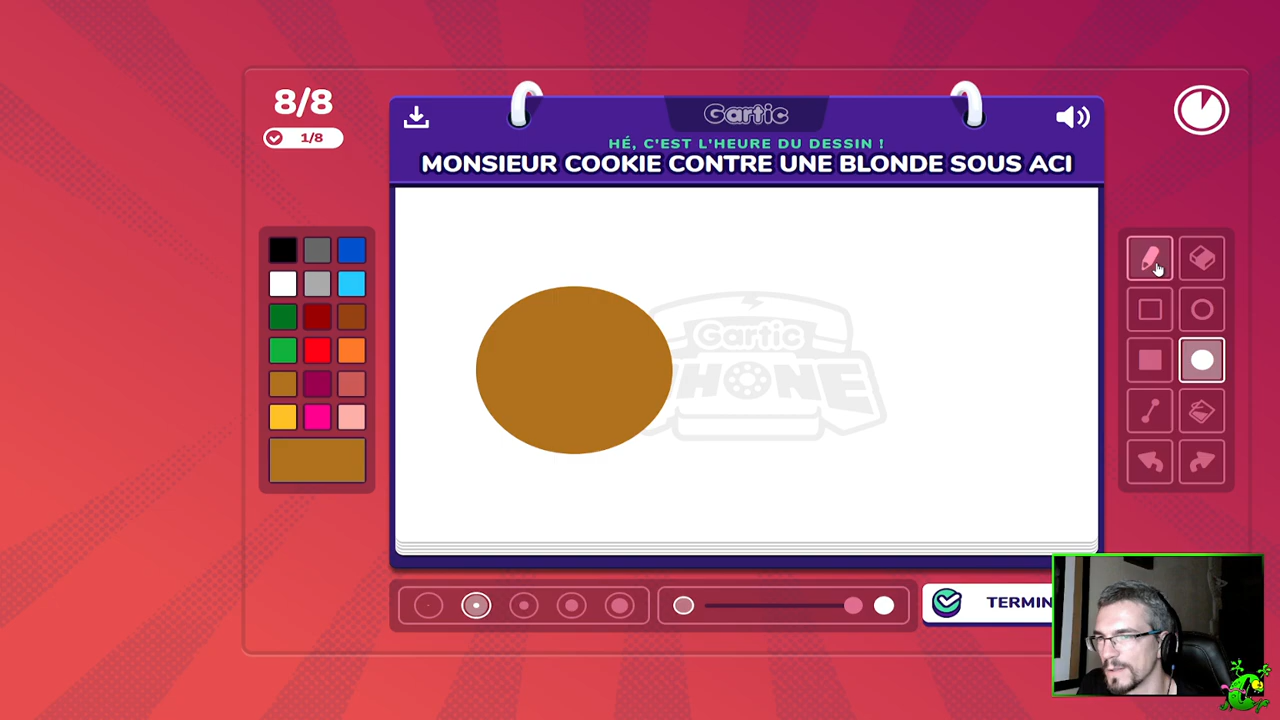 8/8
1/8
Gartic
HÉ, C'EST L'HEURE DU DESSIN !
MONSIEUR COOKIE CONTRE UNE BLONDE SOUS ACI
Gartic
PHONE
TERMIN